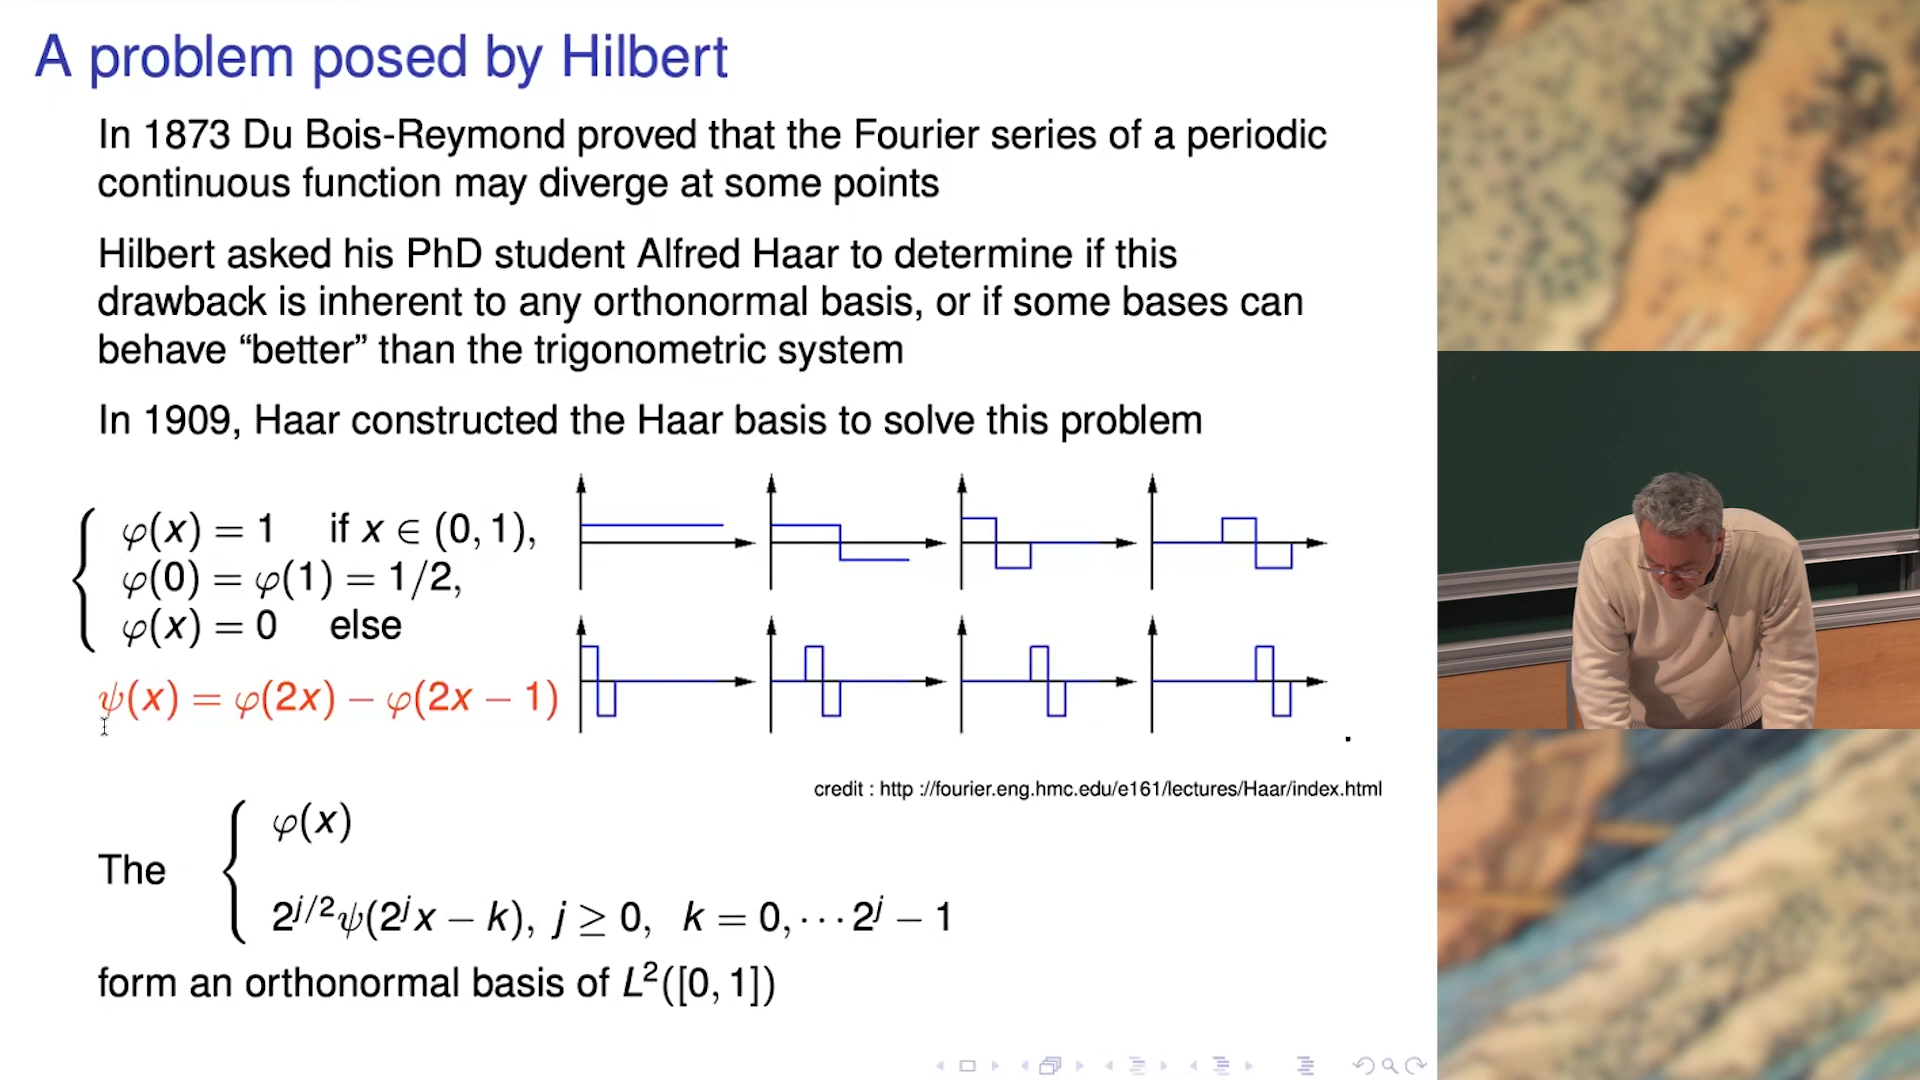 A problem posed by Hilbert
In 1873 Du Bois-Reymond proved that the Fourier series of a periodic
continuous function may diverge at some points
Hilbert asked his PhD student Alfred Haar to determine if this
drawback is inherent to any orthonormal basis, or if some bases can
behave “better” than the trigonometric system
In 1909, Haar constructed the Haar basis to solve this problem
φ(x) = 1 if x ∈ (0, 1),
φ(0) = φ(1) = 1/2,
φ(x) = 0 else
ψ(x) = φ(2x) − φ(2x − 1)
.
credit : http ://fourier.eng.hmc.edu/e161/lectures/Haar/index.html
The
φ(x)
2^{j/2}ψ(2^j x − k), j ≥ 0, k = 0, ··· 2^j − 1
form an orthonormal basis of L²([0, 1])